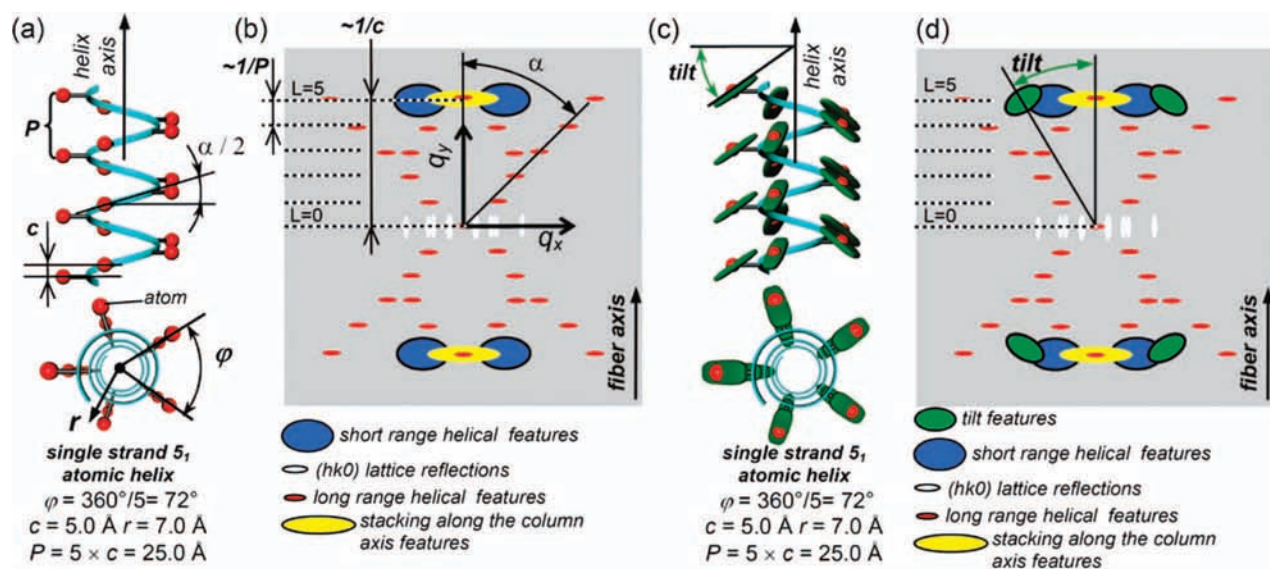 (a)
helix axis
P
α / 2
c
atom
φ
r
single strand 5₁
atomic helix
φ = 360°/5= 72°
c = 5.0 Å r = 7.0 Å
P = 5 × c = 25.0 Å
(b)
~1/c
~1/P
L=5
α
q_y
L=0
q_x
fiber axis
short range helical features
(hk0) lattice reflections
long range helical features
stacking along the column
axis features
(c)
tilt
helix axis
single strand 5₁
atomic helix
φ = 360°/5= 72°
c = 5.0 Å r = 7.0 Å
P = 5 × c = 25.0 Å
(d)
tilt
L=5
L=0
fiber axis
tilt features
short range helical features
(hk0) lattice reflections
long range helical features
stacking along the column
axis features